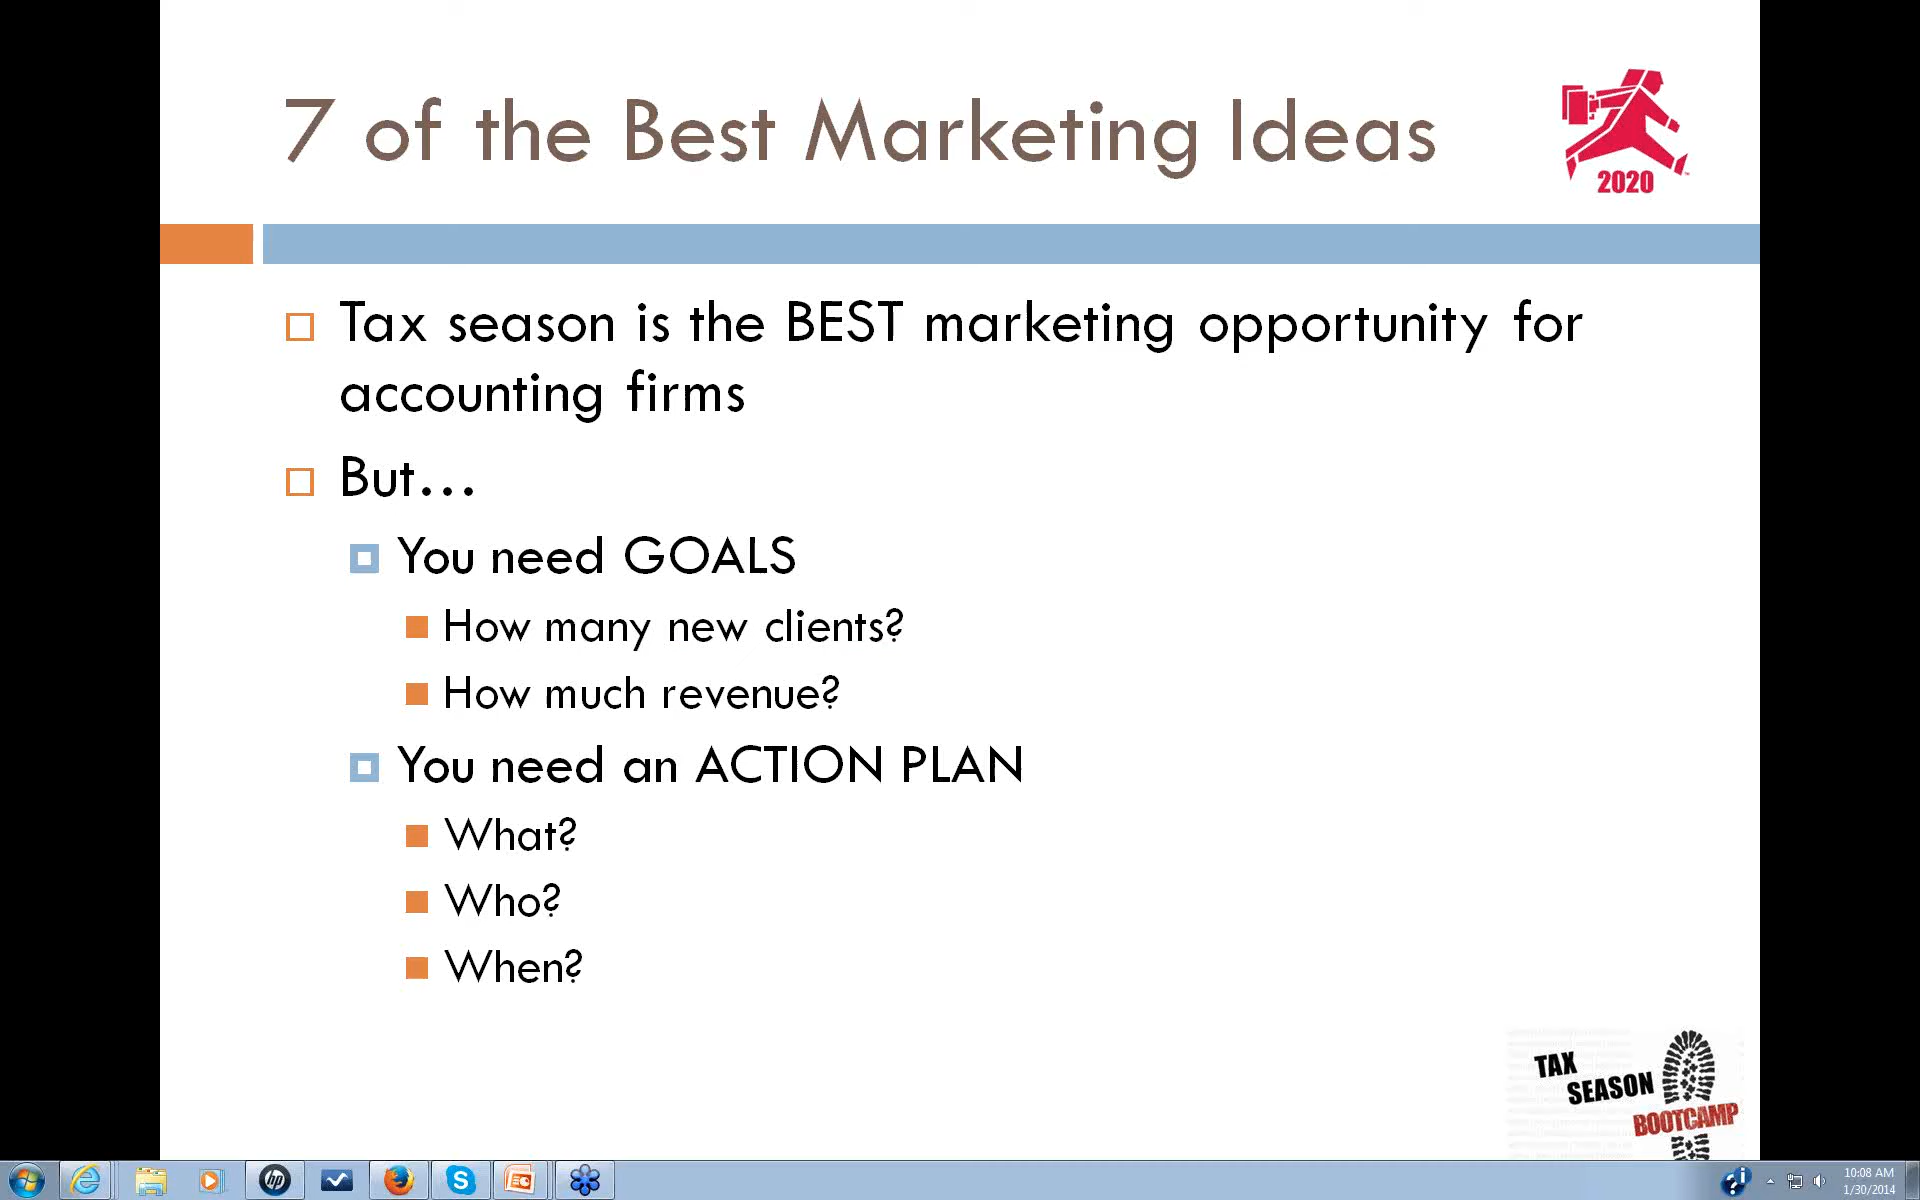 7 of the Best Marketing Ideas
2020
Tax season is the BEST marketing opportunity for
accounting firms
But...
You need GOALS
How many new clients?
How much revenue?
You need an ACTION PLAN
What?
Who?
When?
TAX
SEASON
BOOTCAMP
hp
10:08 AM
1/30/2014